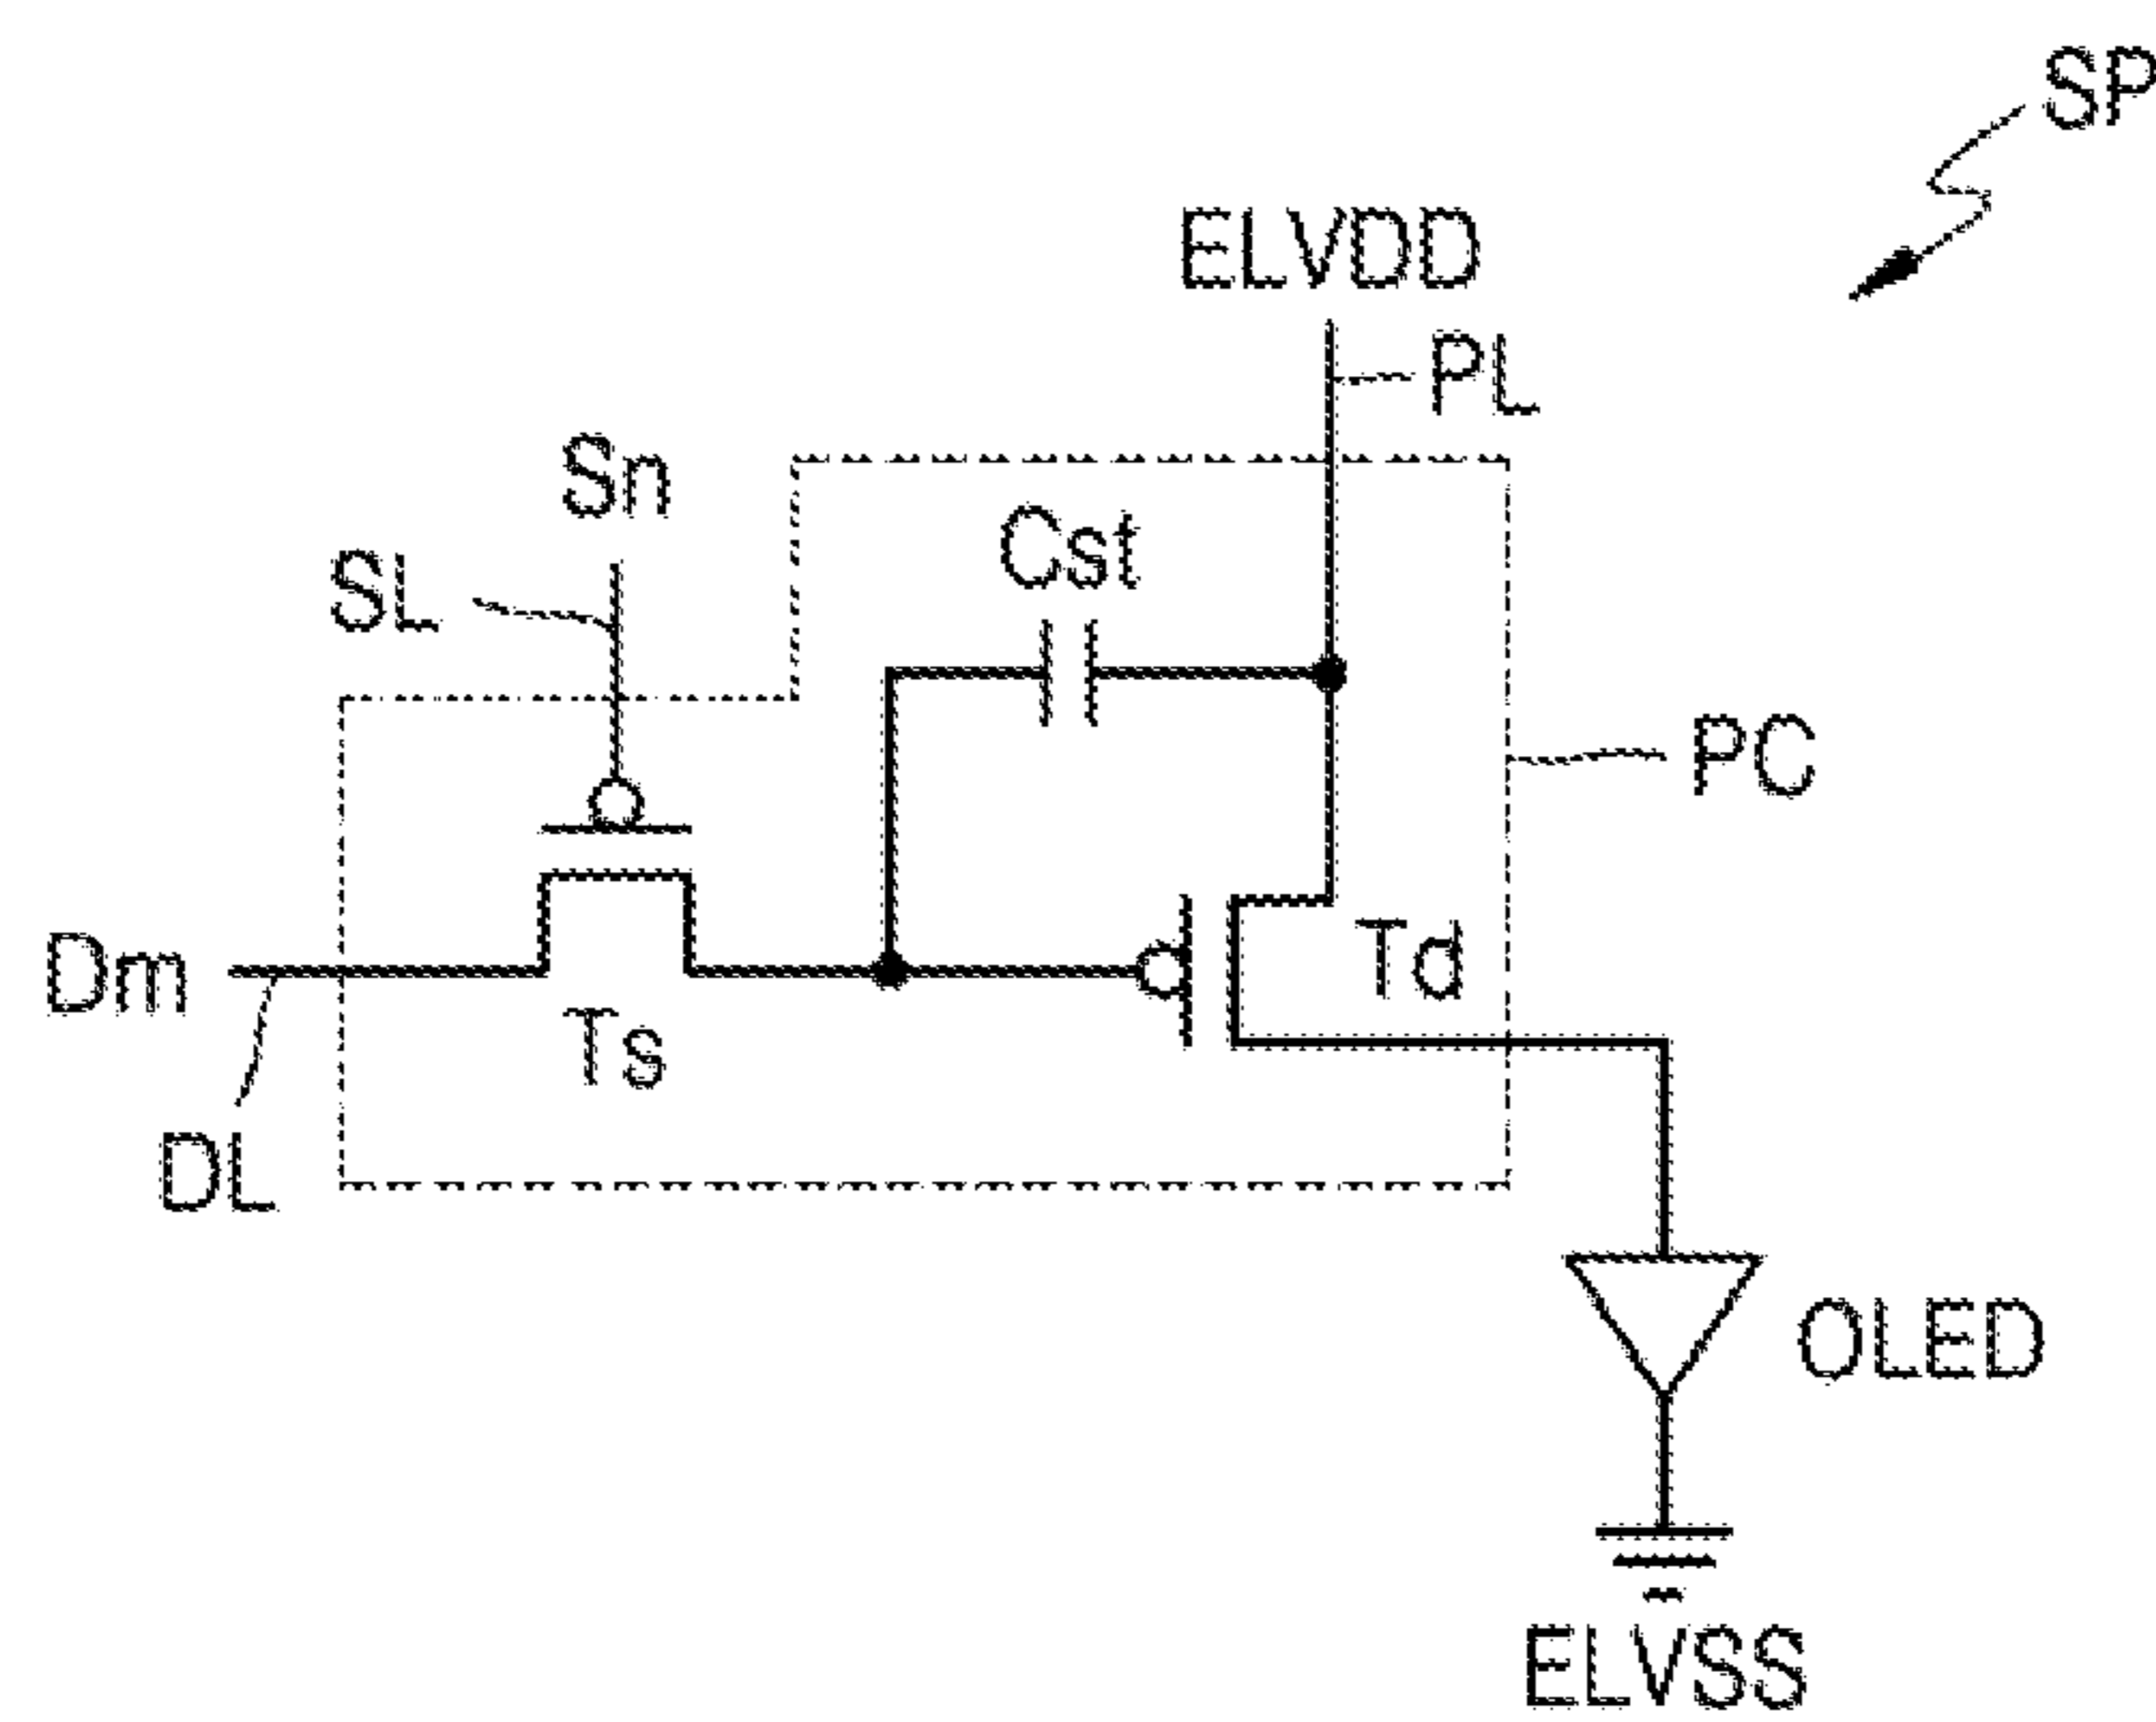 SP
ELVDD
PL
Sn
Cst
SL
PC
Dm
Td
Ts
DL
OLED
ELVSS